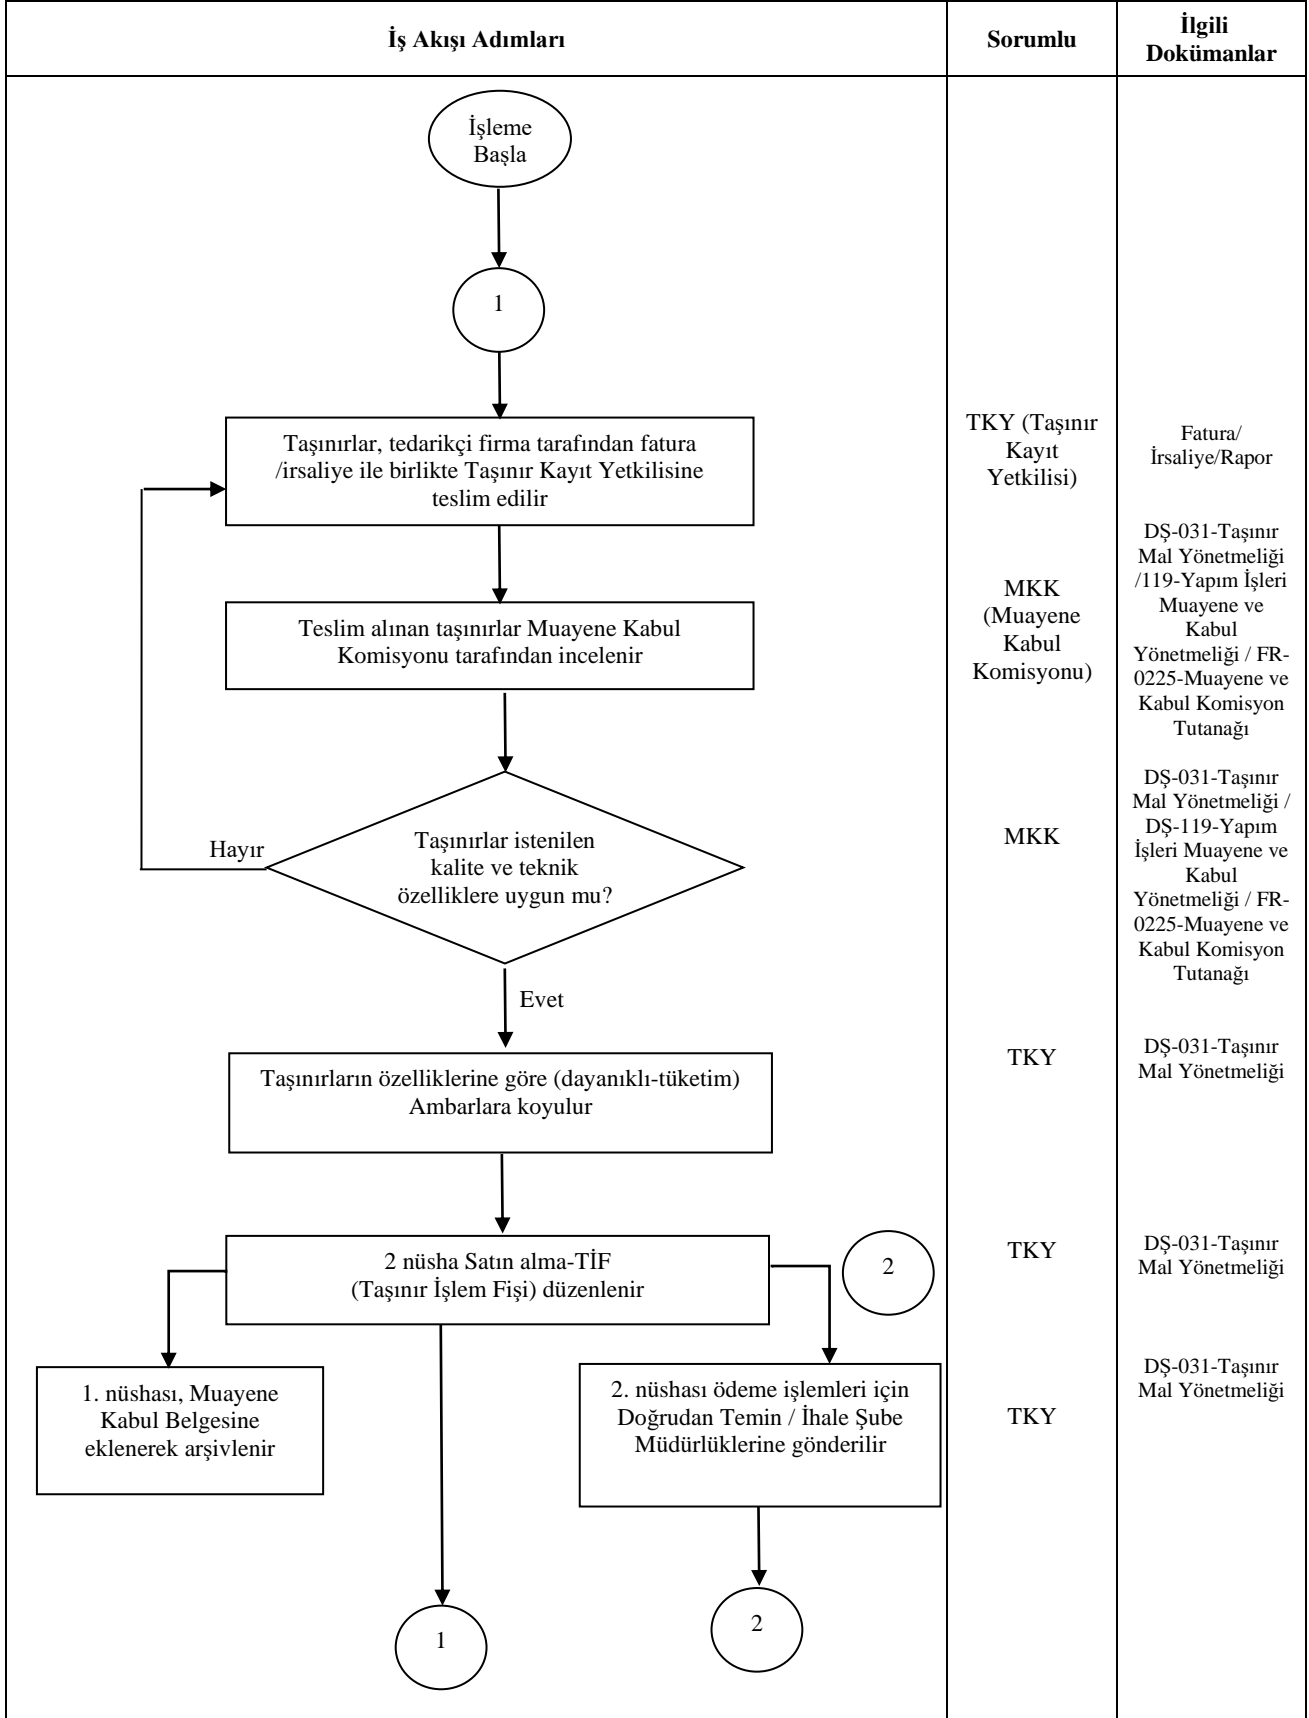 İş Akışı Adımları
Sorumlu
İlgili
Dokümanlar
İşleme
Başla
1
Taşınırlar, tedarikçi firma tarafından fatura
/irsaliye ile birlikte Taşınır Kayıt Yetkilisine
teslim edilir
TKY (Taşınır
Kayıt
Yetkilisi)
Fatura/
İrsaliye/Rapor
Teslim alınan taşınırlar Muayene Kabul
Komisyonu tarafından incelenir
MKK
(Muayene
Kabul
Komisyonu)
DŞ-031-Taşınır
Mal Yönetmeliği
/119-Yapım İşleri
Muayene ve
Kabul
Yönetmeliği / FR-
0225-Muayene ve
Kabul Komisyon
Tutanağı
Taşınırlar istenilen
kalite ve teknik
özelliklere uygun mu?
Hayır
Evet
MKK
DŞ-031-Taşınır
Mal Yönetmeliği /
DŞ-119-Yapım
İşleri Muayene ve
Kabul
Yönetmeliği / FR-
0225-Muayene ve
Kabul Komisyon
Tutanağı
Taşınırların özelliklerine göre (dayanıklı-tüketim)
Ambarlara koyulur
TKY
DŞ-031-Taşınır
Mal Yönetmeliği
2 nüsha Satın alma-TİF
(Taşınır İşlem Fişi) düzenlenir
2
TKY
DŞ-031-Taşınır
Mal Yönetmeliği
1. nüshası, Muayene
Kabul Belgesine
eklenerek arşivlenir
2. nüshası ödeme işlemleri için
Doğrudan Temin / İhale Şube
Müdürlüklerine gönderilir
TKY
DŞ-031-Taşınır
Mal Yönetmeliği
1
2